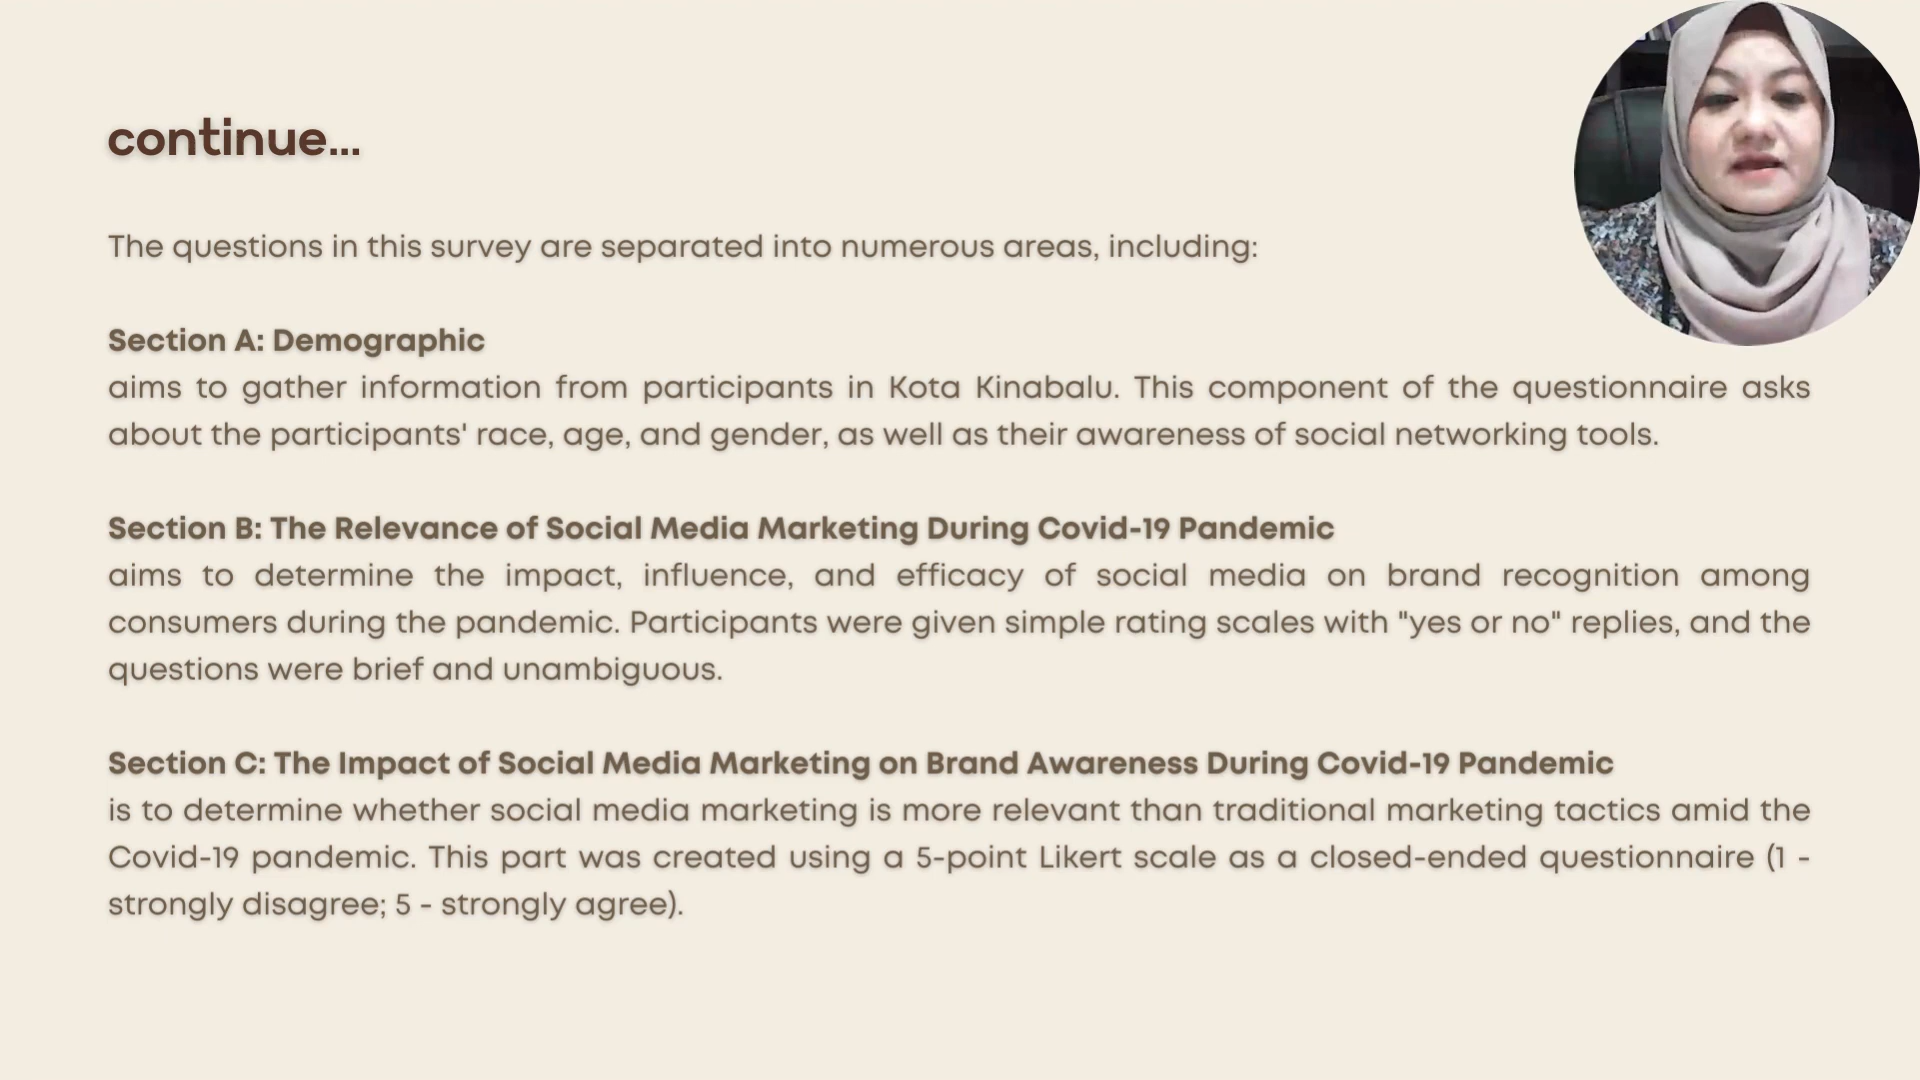 continue...
The questions in this survey are separated into numerous areas, including:
Section A: Demographic
aims to gather information from participants in Kota Kinabalu. This component of the questionnaire asks
about the participants' race, age, and gender, as well as their awareness of social networking tools.
Section B: The Relevance of Social Media Marketing During Covid-19 Pandemic
aims to determine the impact, influence, and efficacy of social media on brand recognition among
consumers during the pandemic. Participants were given simple rating scales with "yes or no" replies, and the
questions were brief and unambiguous.
Section C: The Impact of Social Media Marketing on Brand Awareness During Covid-19 Pandemic
is to determine whether social media marketing is more relevant than traditional marketing tactics amid the
Covid-19 pandemic. This part was created using a 5-point Likert scale as a closed-ended questionnaire (1 -
strongly disagree; 5 - strongly agree).